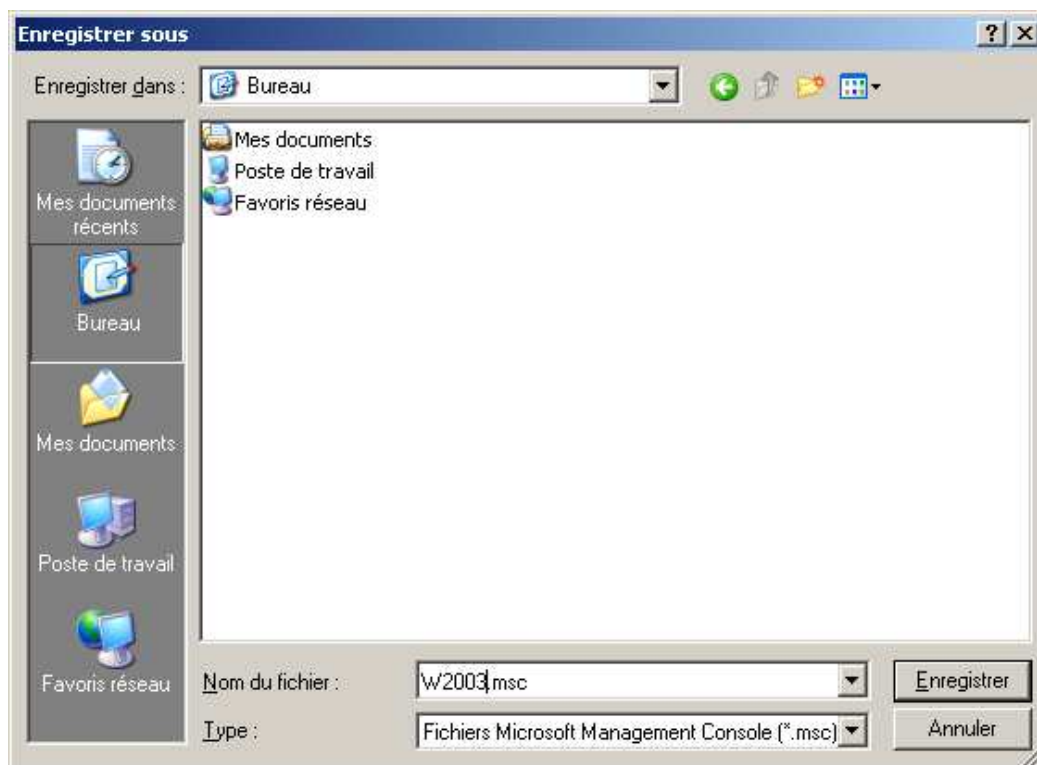 Enregistrer sous
Enregistrer dans :
Bureau
Mes documents récents
Bureau
Mes documents
Poste de travail
Favoris réseau
Mes documents
Poste de travail
Favoris réseau
Nom du fichier :
W2003.msc
Enregistrer
Type :
Fichiers Microsoft Management Console (*.msc)
Annuler